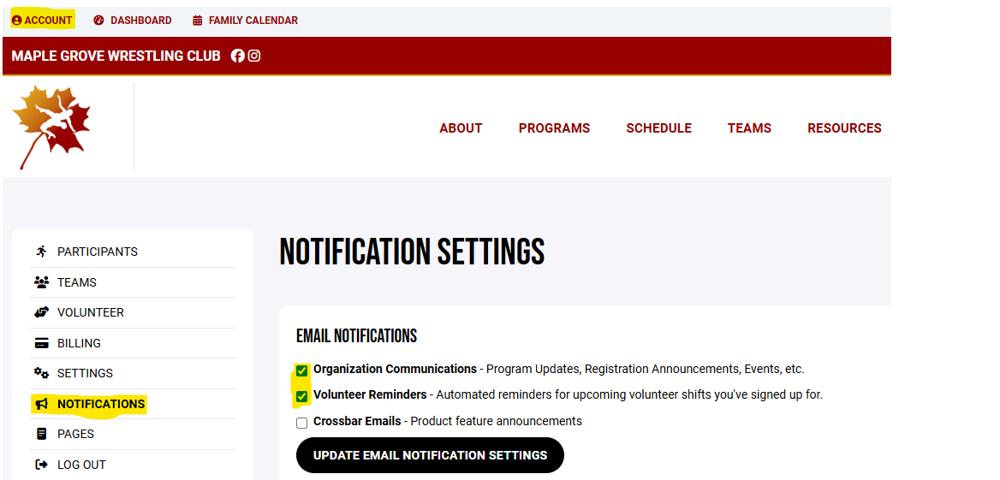 ACCOUNT DASHBOARD FAMILY CALENDAR
MAPLE GROVE WRESTLING CLUB
ABOUT PROGRAMS SCHEDULE TEAMS RESOURCES
PARTICIPANTS
TEAMS
VOLUNTEER
BILLING
SETTINGS
NOTIFICATIONS
PAGES
LOG OUT
NOTIFICATION SETTINGS
EMAIL NOTIFICATIONS
Organization Communications - Program Updates, Registration Announcements, Events, etc.
Volunteer Reminders - Automated reminders for upcoming volunteer shifts you've signed up for.
Crossbar Emails - Product feature announcements
UPDATE EMAIL NOTIFICATION SETTINGS